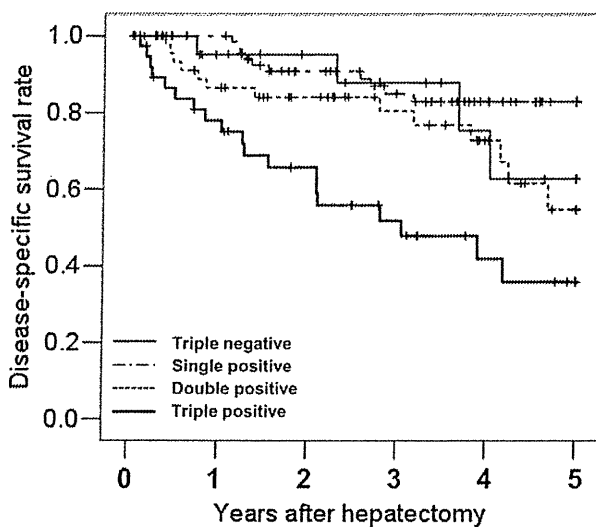 Disease-specific survival rate
1.0
0.8
0.6
0.4
0.2
0.0
Triple negative
Single positive
Double positive
Triple positive
0 1 2 3 4 5
Years after hepatectomy